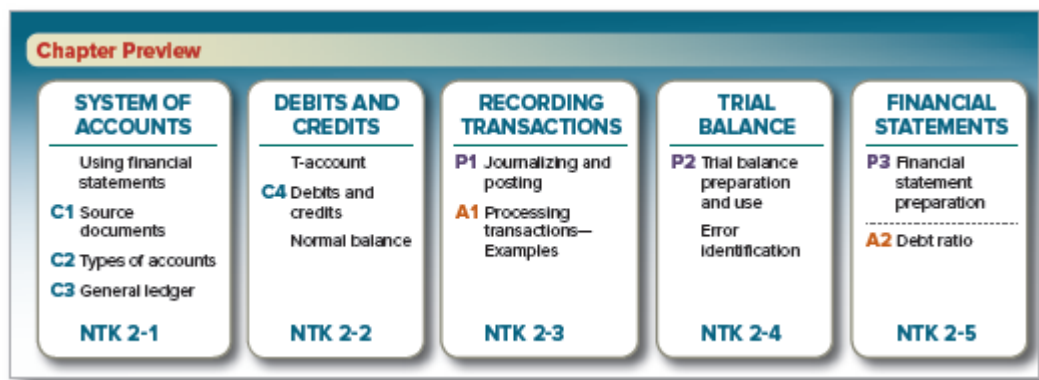 Chapter Preview
SYSTEM OF
ACCOUNTS
Using financial
statements
C1 Source
documents
C2 Types of accounts
C3 General ledger
NTK 2-1
DEBITS AND
CREDITS
T-account
C4 Debits and
credits
Normal balance
NTK 2-2
RECORDING
TRANSACTIONS
P1 Journalizing and
posting
A1 Processing
transactions—
Examples
NTK 2-3
TRIAL
BALANCE
P2 Trial balance
preparation
and use
Error
identification
NTK 2-4
FINANCIAL
STATEMENTS
P3 Financial
statement
preparation
A2 Debt ratio
NTK 2-5